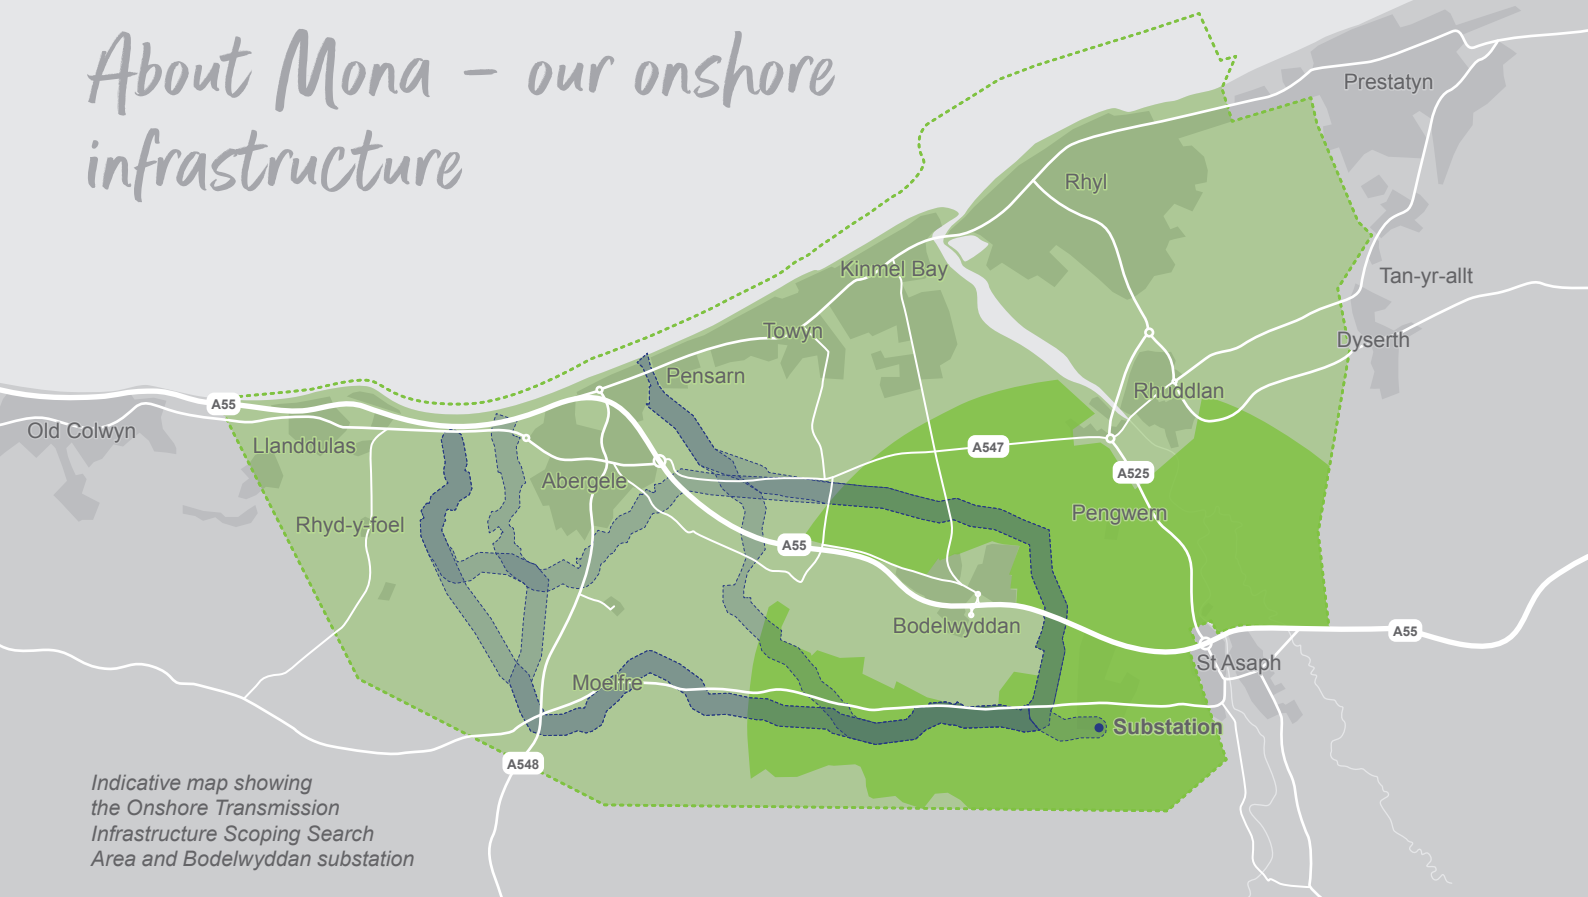 About Mona – our onshore
infrastructure
Prestatyn
Rhyl
Kinmel Bay
Tan-yr-allt
Towyn
Dyserth
Pensarn
Rhuddlan
A55
Old Colwyn
Llanddulas
A547
A525
Abergele
Rhyd-y-foel
Pengwern
A55
Bodelwyddan
A55
St Asaph
Moelfre
Substation
A548
Indicative map showing
the Onshore Transmission
Infrastructure Scoping Search
Area and Bodelwyddan substation